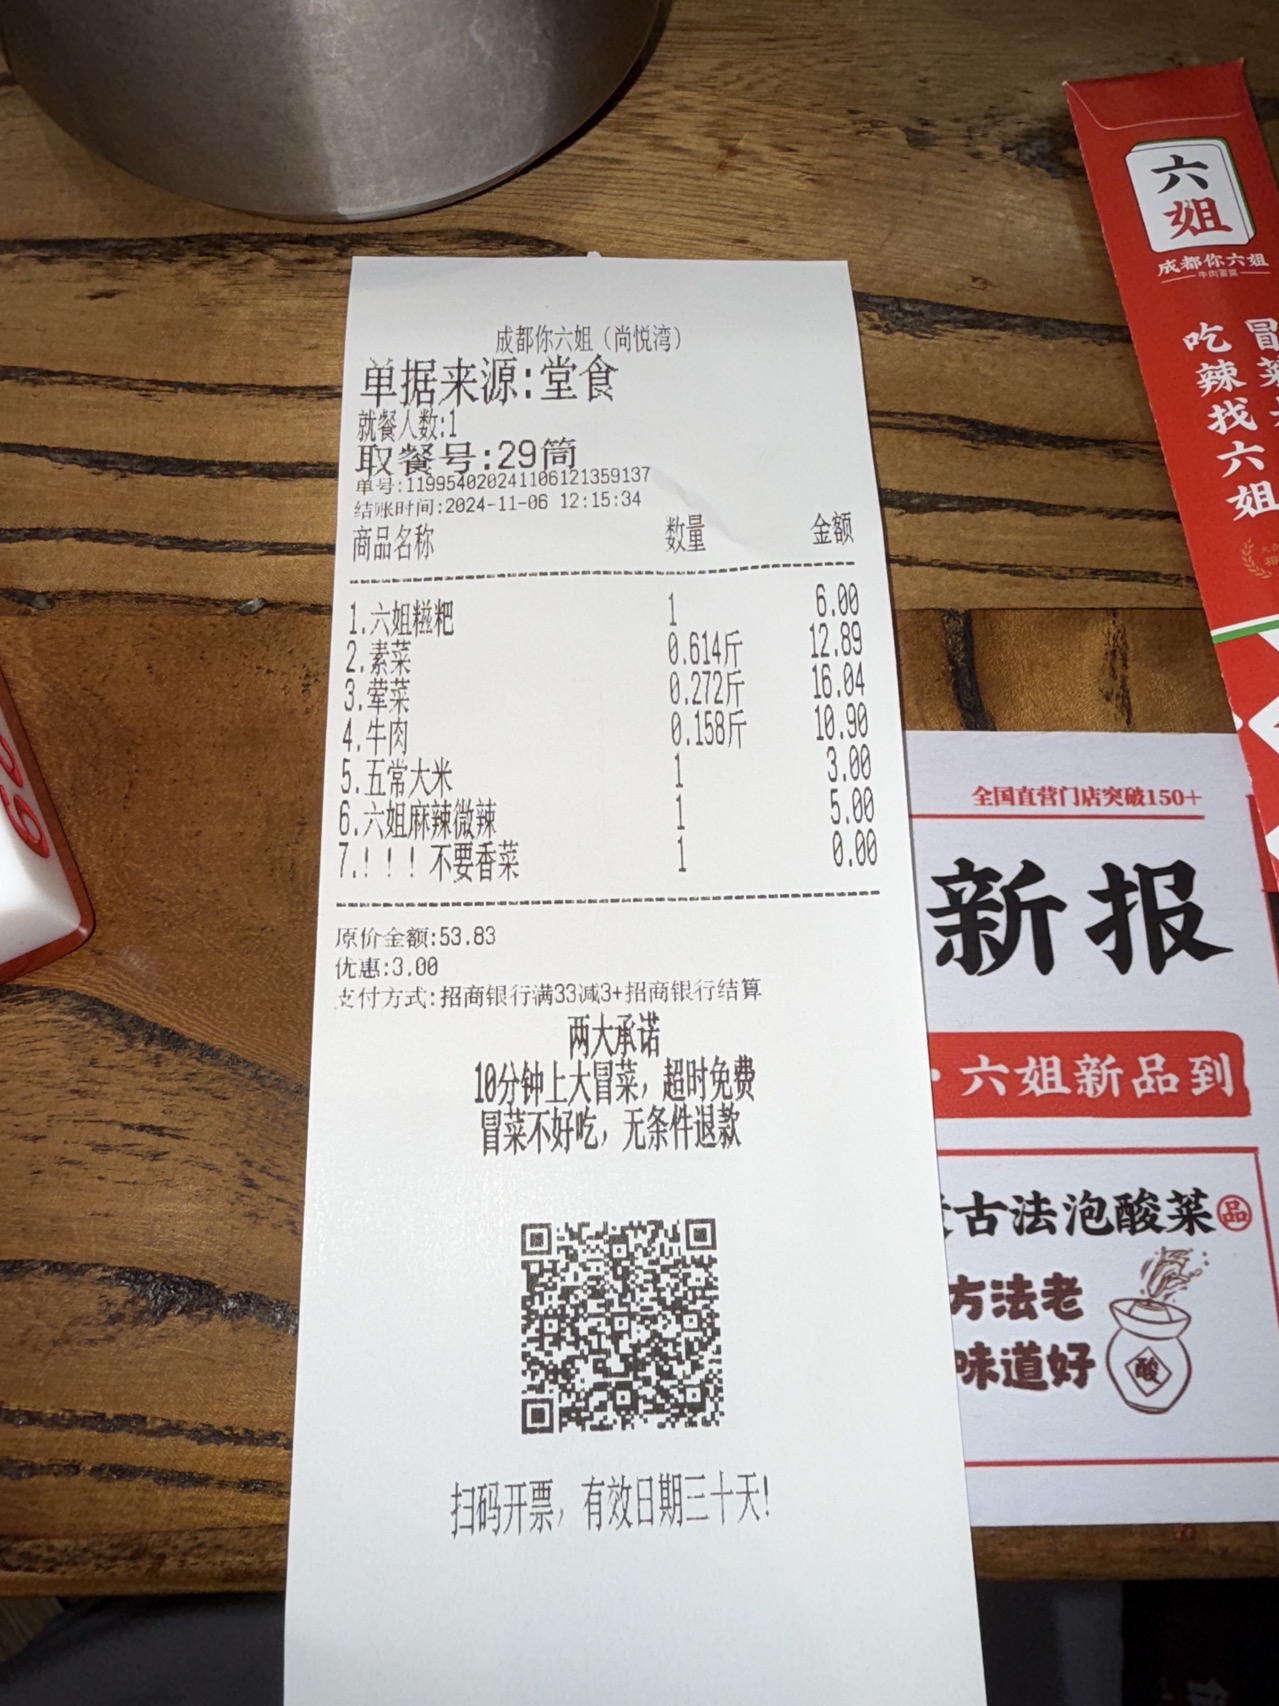 成都你六姐（尚悦湾）
单据来源:堂食
就餐人数:1
取餐号:29筒
单号:119954020241106121359137
结账时间:2024-11-06 12:15:34
商品名称 数量 金额
1.六姐糍粑 1 6.00
2.素菜 0.614斤 12.89
3.荤菜 0.272斤 16.04
4.牛肉 0.158斤 10.90
5.五常大米 1 3.00
6.六姐麻辣微辣 1 5.00
7.！！！不要香菜 1 0.00
原价金额:53.83
优惠:3.00
支付方式:招商银行满33减3+招商银行结算
两大承诺
10分钟上大冒菜，超时免费
冒菜不好吃，无条件退款
扫码开票，有效日期三十天!
六姐
成都你六姐
牛肉冒菜
吃辣找六姐
冒菜
全国直营门店突破150+
新报
·六姐新品到
古法泡酸菜
品
方法老
味道好
酸